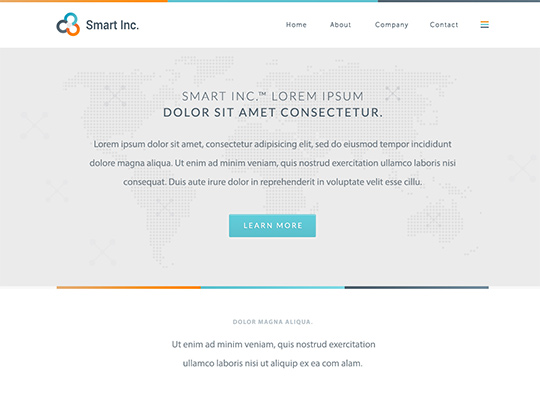 Smart Inc.
Home About Company Contact
SMART INC.™ LOREM IPSUM
DOLOR SIT AMET CONSECTETUR.
Lorem ipsum dolor sit amet, consectetur adipisicing elit, sed do eiusmod tempor incididunt
dolore magna aliqua. Ut enim ad minim veniam, quis nostrud exercitation ullamco laboris nisi
consequat. Duis aute irure dolor in reprehenderit in voluptate velit esse cillu.
LEARN MORE
DOLOR MAGNA ALIQUA.
Ut enim ad minim veniam, quis nostrud exercitation
ullamco laboris nisi ut aliquip ex ea com alam.